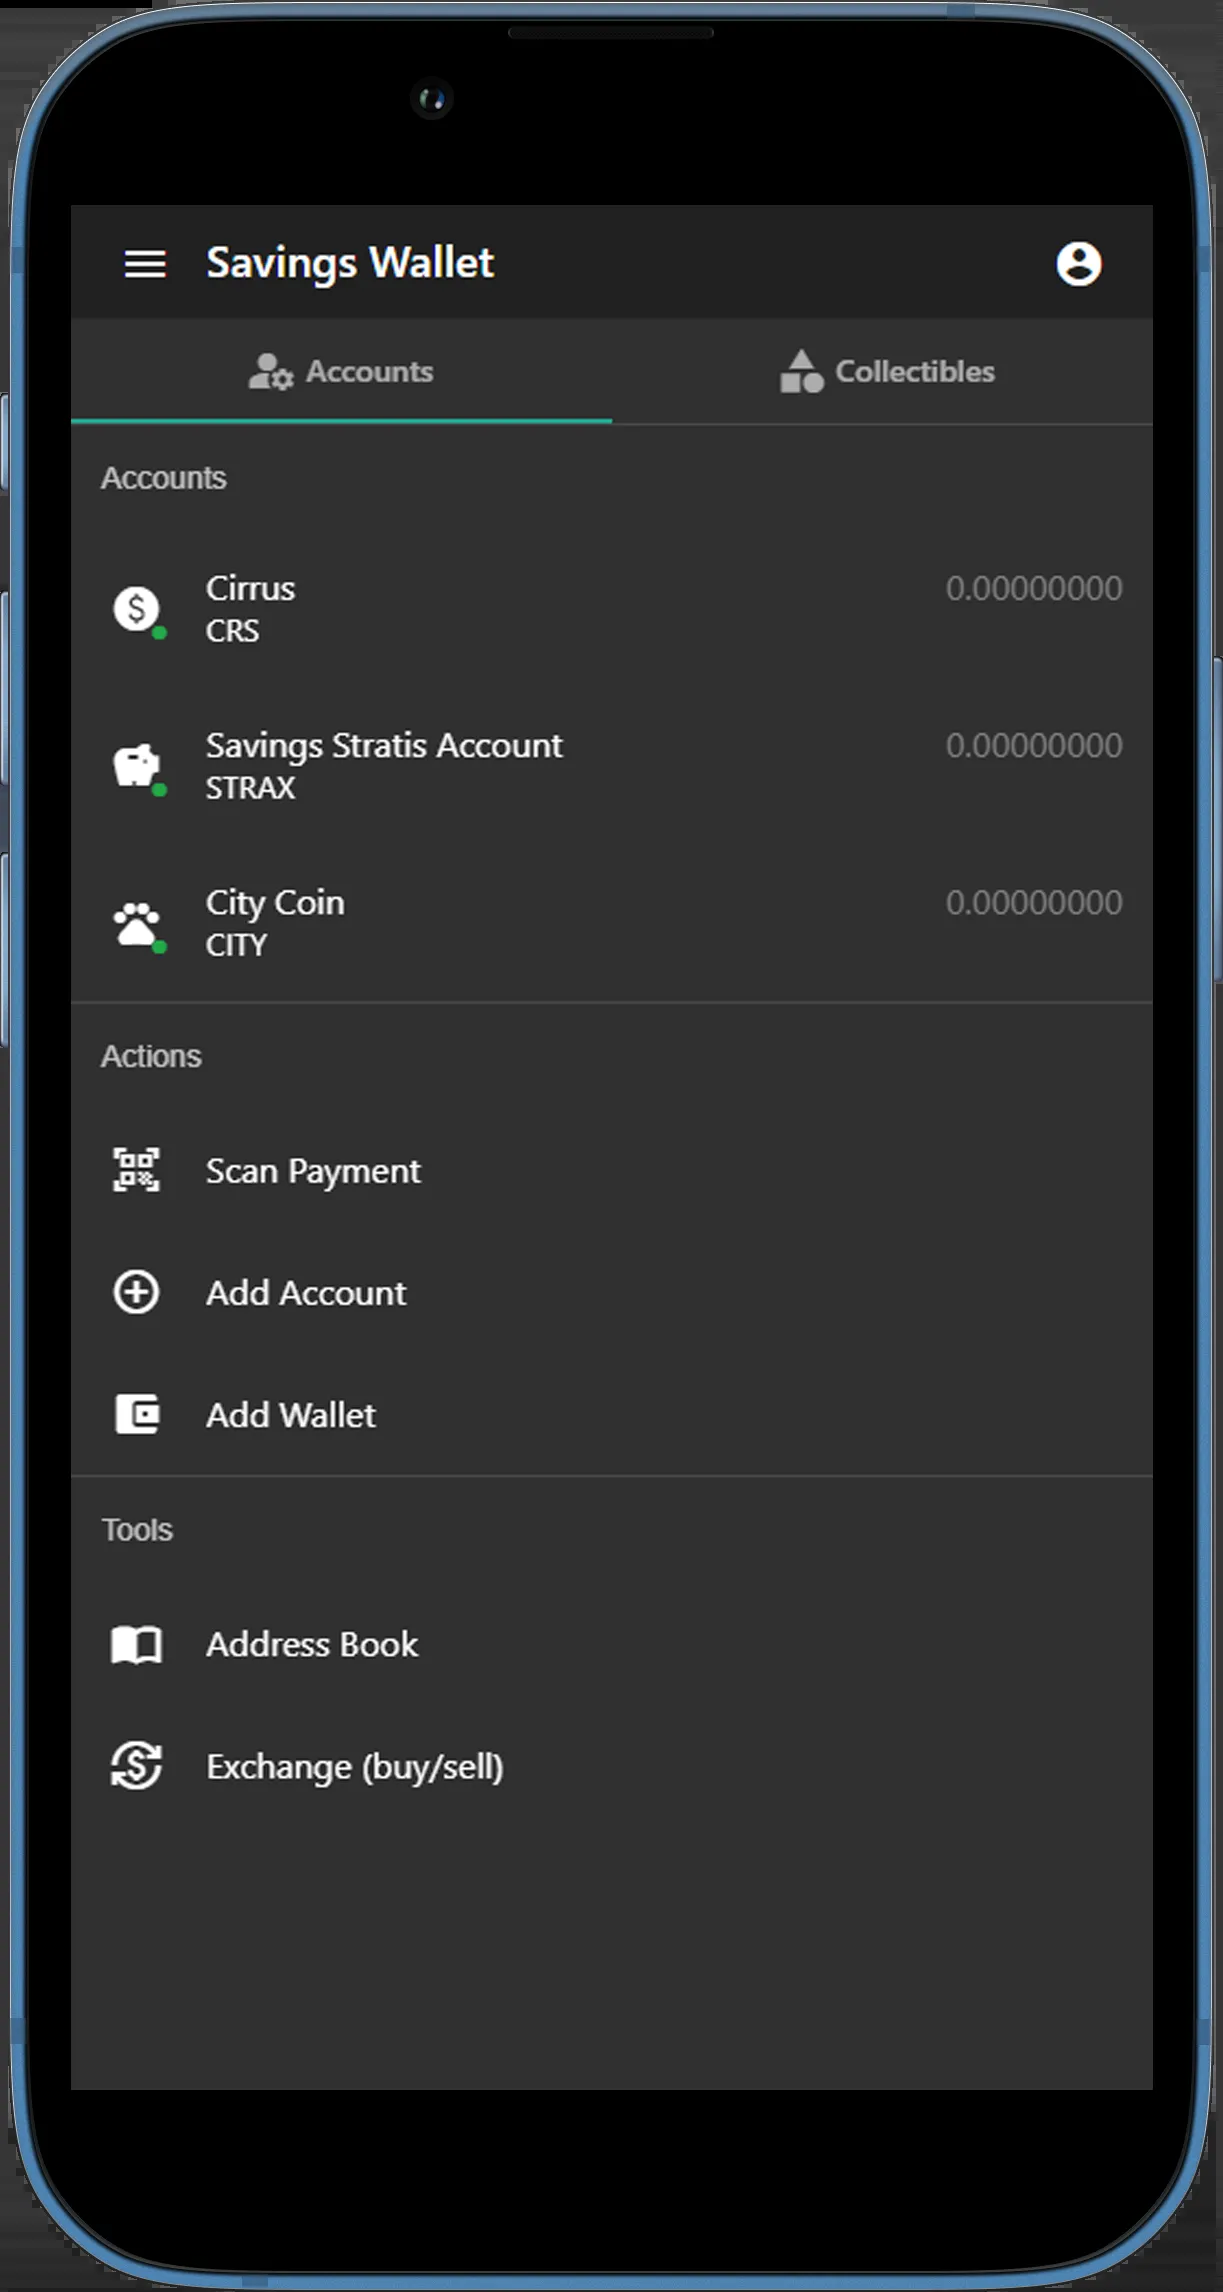 Savings Wallet
Accounts
Collectibles
Accounts
Cirrus
0.00000000
CRS
Savings Stratis Account
0.00000000
STRAX
City Coin
0.00000000
CITY
Actions
Scan Payment
Add Account
Add Wallet
Tools
Address Book
Exchange (buy/sell)